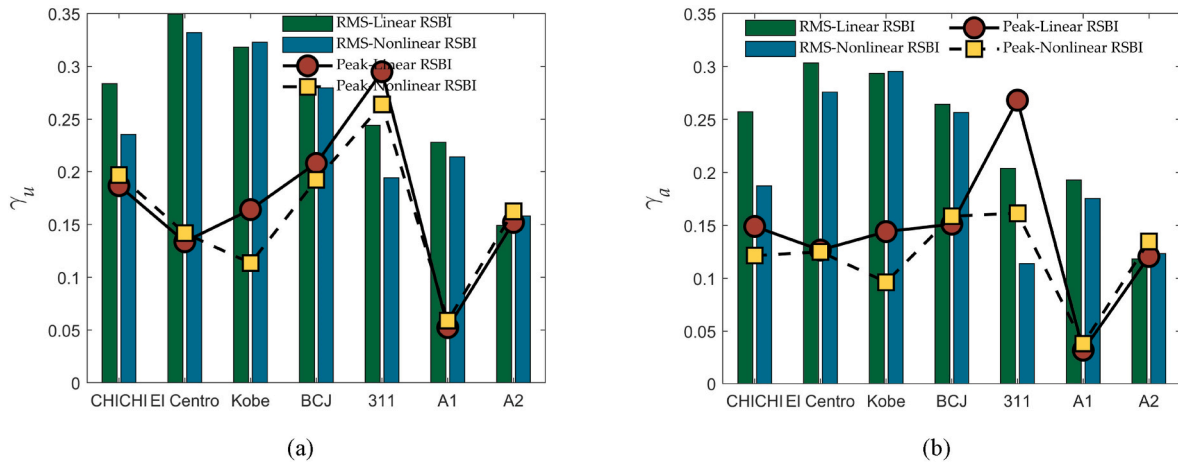 0.35
0.3
0.25
0.2
0.15
0.1
0.05
0
γu
RMS-Linear RSBI
RMS-Nonlinear RSBI
Peak-Linear RSBI
Peak-Nonlinear RSBI
CHICHI El Centro Kobe BCJ 311 A1 A2
(a)
0.35
0.3
0.25
0.2
0.15
0.1
0.05
0
γa
RMS-Linear RSBI Peak-Linear RSBI
RMS-Nonlinear RSBI Peak-Nonlinear RSBI
CHICHI El Centro Kobe BCJ 311 A1 A2
(b)